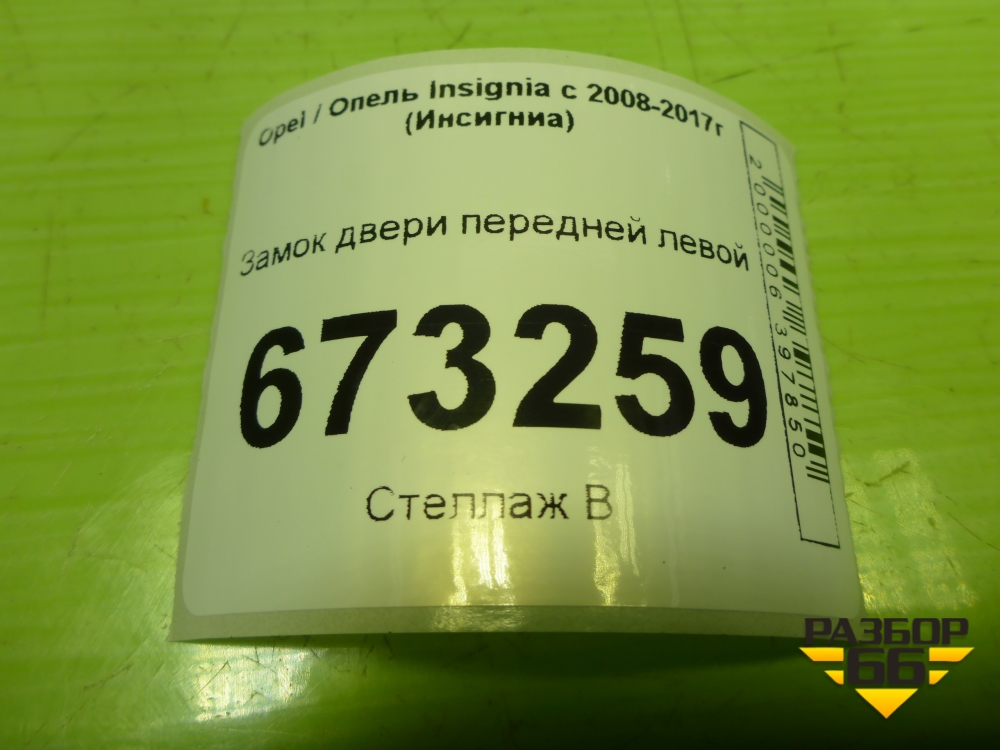 Opel / Опель Insignia с 2008-2017г
(Инсигниа)
Замок двери передней левой
673259
Стеллаж В
2000006397850
РАЗБОР
66